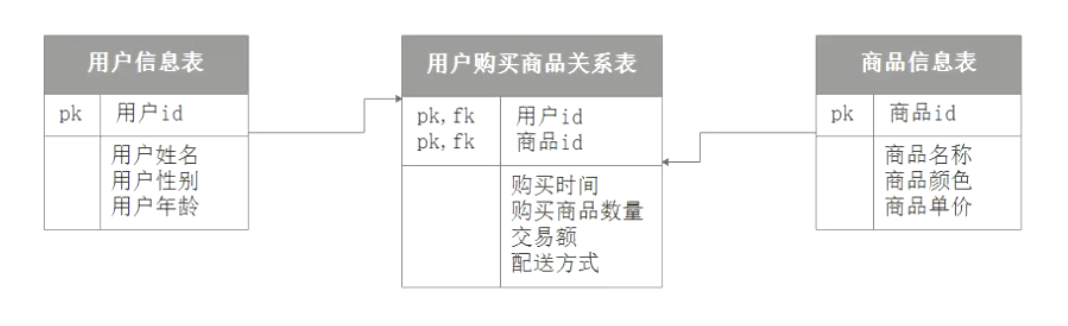 用户信息表
pk 用户id
用户姓名
用户性别
用户年龄
用户购买商品关系表
pk,fk 用户id
pk,fk 商品id
购买时间
购买商品数量
交易额
配送方式
商品信息表
pk 商品id
商品名称
商品颜色
商品单价